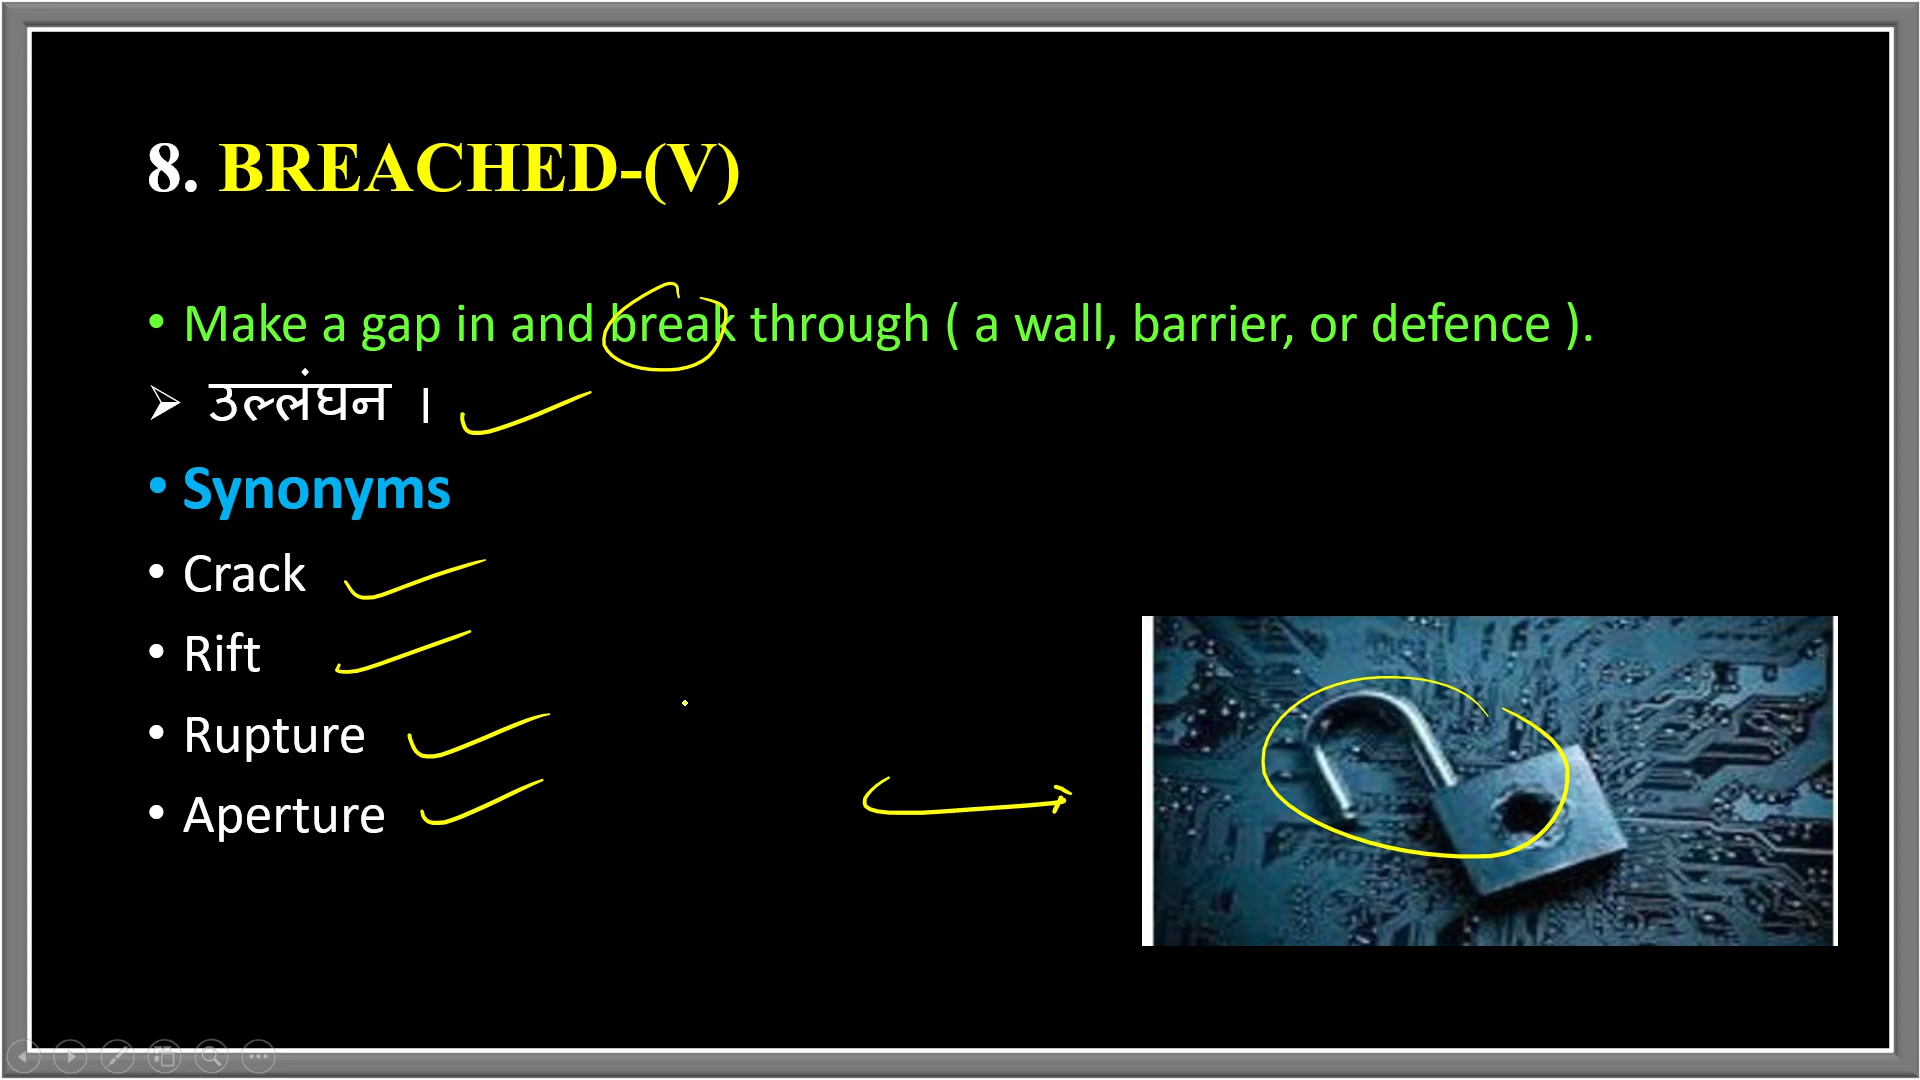 8. BREACHED-(V)
• Make a gap in and break through ( a wall, barrier, or defence ).
➢ उल्लंघन ।
• Synonyms
• Crack
• Rift
• Rupture
• Aperture